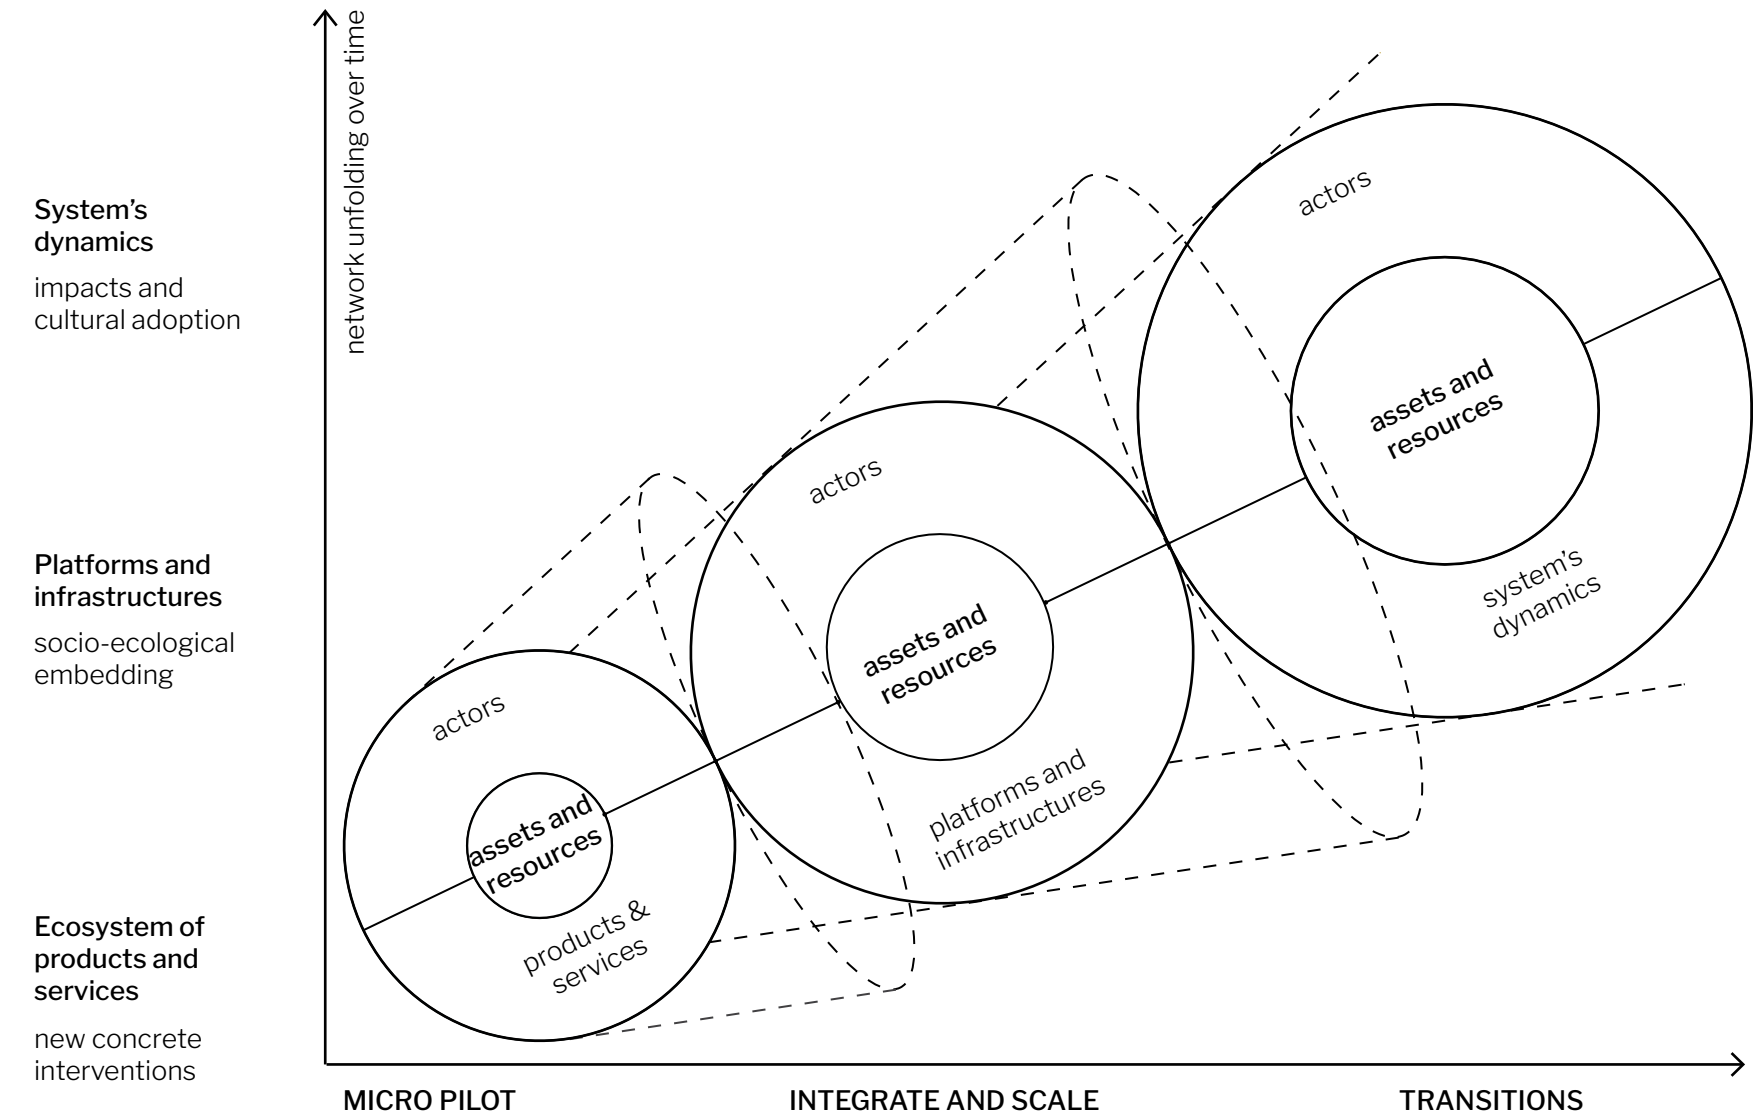 network unfolding over time
System’s
dynamics
impacts and
cultural adoption
Platforms and
infrastructures
socio-ecological
embedding
Ecosystem of
products and
services
new concrete
interventions
actors
assets and
resources
products &
services
actors
assets and
resources
platforms and
infrastructures
actors
assets and
resources
system’s
dynamics
MICRO PILOT
INTEGRATE AND SCALE
TRANSITIONS